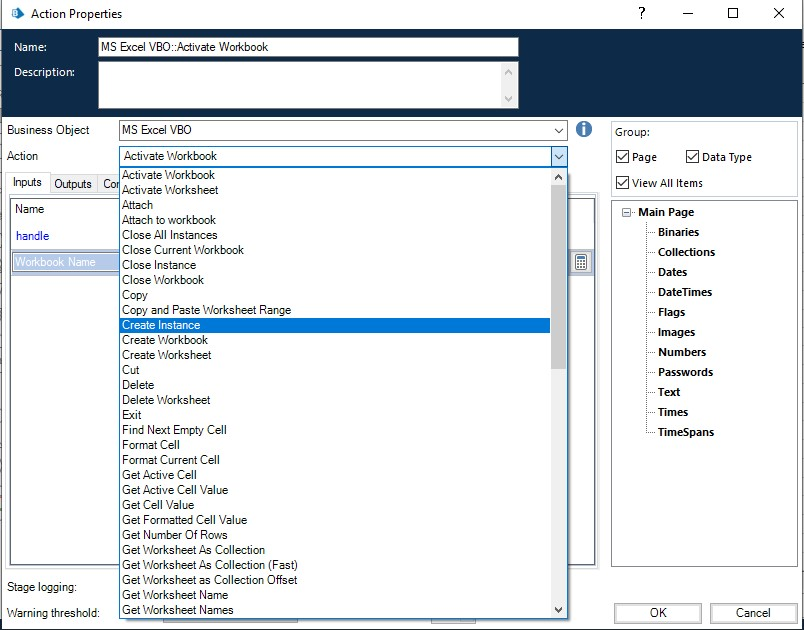 Action Properties
?
Name:
MS Excel VBO::Activate Workbook
Description:
Business Object
MS Excel VBO
Group:
Action
Activate Workbook
Page
Data Type
View All Items
Inputs
Outputs
Name
handle
Workbook Name
Activate Workbook
Activate Worksheet
Attach
Attach to workbook
Close All Instances
Close Current Workbook
Close Instance
Close Workbook
Copy
Copy and Paste Worksheet Range
Create Instance
Create Workbook
Create Worksheet
Cut
Delete
Delete Worksheet
Exit
Find Next Empty Cell
Format Cell
Format Current Cell
Get Active Cell
Get Active Cell Value
Get Cell Value
Get Formatted Cell Value
Get Number Of Rows
Get Worksheet As Collection
Get Worksheet As Collection (Fast)
Get Worksheet as Collection Offset
Get Worksheet Name
Get Worksheet Names
Main Page
Binaries
Collections
Dates
DateTimes
Flags
Images
Numbers
Passwords
Text
Times
TimeSpans
Stage logging:
Warning threshold:
OK
Cancel